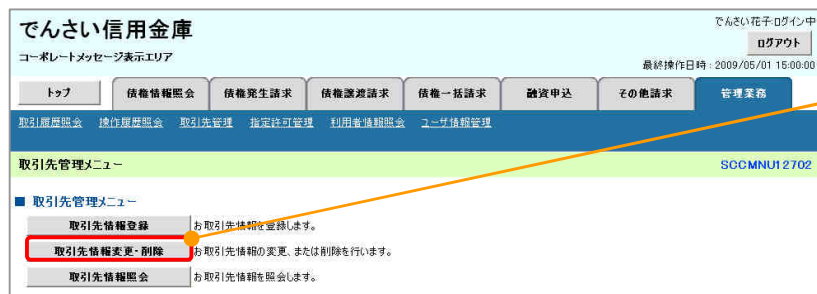 でんさい信用金庫
でんさい花子:ログイン中
ログアウト
コーポレートメッセージ表示エリア
最終操作日時:2009/05/01 15:00:00
トップ 債権情報照会 債権発生請求 債権譲渡請求 債権一括請求 融資申込 その他請求 管理業務
取引履歴照会 操作履歴照会 取引先管理 指定許可管理 利用者情報照会 ユーザ情報管理
取引先管理メニュー SCCMNU12702
■ 取引先管理メニュー
取引先情報登録 お取引先情報を登録します。
取引先情報変更・削除 お取引先情報の変更、または削除を行います。
取引先情報照会 お取引先情報を照会します。